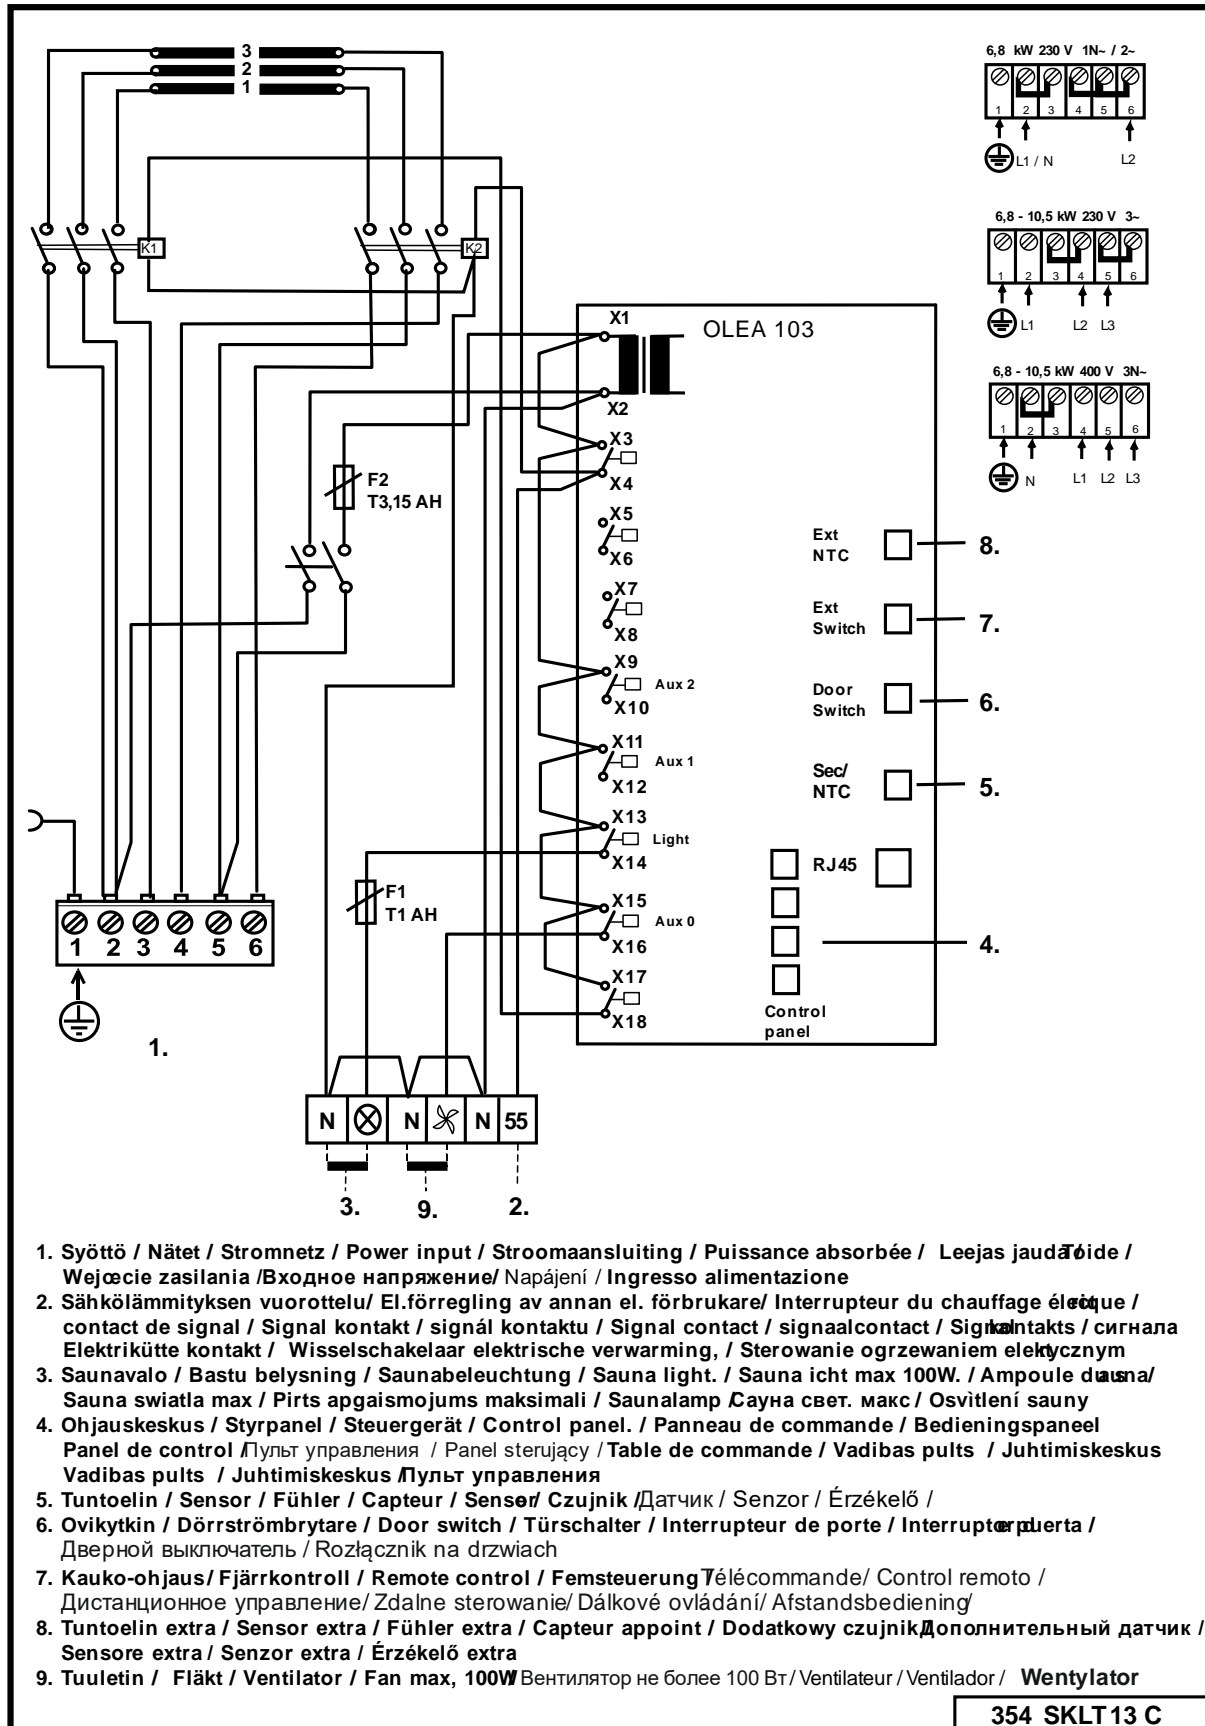 3
2
1
K1
K2
6,8 kW 230 V 1N~ / 2~
1 2 3 4 5 6
L1 / N L2
6,8 - 10,5 kW 230 V 3~
1 2 3 4 5 6
L1 L2 L3
6,8 - 10,5 kW 400 V 3N~
1 2 3 4 5 6
N L1 L2 L3
OLEA 103
X1
X2
X3
X4
X5
X6
X7
X8
X9
Aux 2
X10
X11
Aux 1
X12
X13
Light
X14
X15
Aux 0
X16
X17
X18
F2
T3,15 AH
F1
T1 AH
Ext
NTC
8.
Ext
Switch
7.
Door
Switch
6.
Sec/
NTC
5.
RJ45
4.
Control
panel
1 2 3 4 5 6
1.
N N N 55
3. 9. 2.
1. Syöttö / Nätet / Stromnetz / Power input / Stroomaansluiting / Puissance absorbée / Leejas jauda / Toide /
Wejœcie zasilania /Входное напряжение/ Napájení / Ingresso alimentazione
2. Sähkölämmityksen vuorottelu/ El.förregling av annan el. förbrukare/ Interrupteur du chauffage électrique /
contact de signal / Signal kontakt / signál kontaktu / Signal contact / signaalcontact / Signalkontakts / сигнала
Elektrikütte kontakt / Wisselschakelaar elektrische verwarming, / Sterowanie ogrzewaniem elektycznym
3. Saunavalo / Bastu belysning / Saunabeleuchtung / Sauna light. / Sauna icht max 100W. / Ampoule du sauna/
Sauna swiatla max / Pirts apgaismojums maksimali / Saunalamp /Сауна свет. макс / Osvìtlení sauny
4. Ohjauskeskus / Styrpanel / Steuergerät / Control panel. / Panneau de commande / Bedieningspaneel
Panel de control /Пульт управления / Panel sterujący / Table de commande / Vadibas pults / Juhtimiskeskus
Vadibas pults / Juhtimiskeskus /Пульт управления
5. Tuntoelin / Sensor / Fühler / Capteur / Sensor/ Czujnik /Датчик / Senzor / Érzékelő /
6. Ovikytkin / Dörrströmbrytare / Door switch / Türschalter / Interrupteur de porte / Interruptor puerta /
Дверной выключатель / Rozłącznik na drzwiach
7. Kauko-ohjaus/ Fjärrkontroll / Remote control / Femsteuerung /Télécommande/ Control remoto /
Дистанционное управление/ Zdalne sterowanie/ Dálkové ovládání/ Afstandsbediening/
8. Tuntoelin extra / Sensor extra / Fühler extra / Capteur appoint / Dodatkowy czujnik /Дополнительный датчик /
Sensore extra / Senzor extra / Érzékelő extra
9. Tuuletin / Fläkt / Ventilator / Fan max, 100W/ Вентилятор не более 100 Вт/ Ventilateur / Ventilador / Wentylator
354 SKLT 13 C